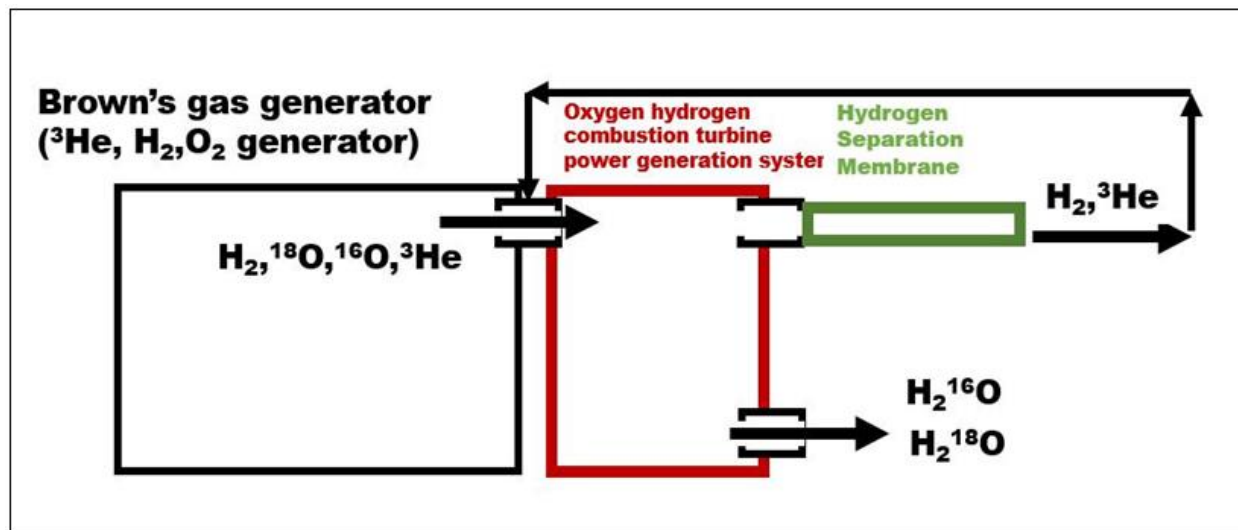 Brown's gas generator
(³He, H₂,O₂ generator)
Oxygen hydrogen
combustion turbine
power generation syster
Hydrogen
Separation
Membrane
H₂,³He
H₂,¹⁸O,¹⁶O,³He
H₂¹⁶O
H₂¹⁸O